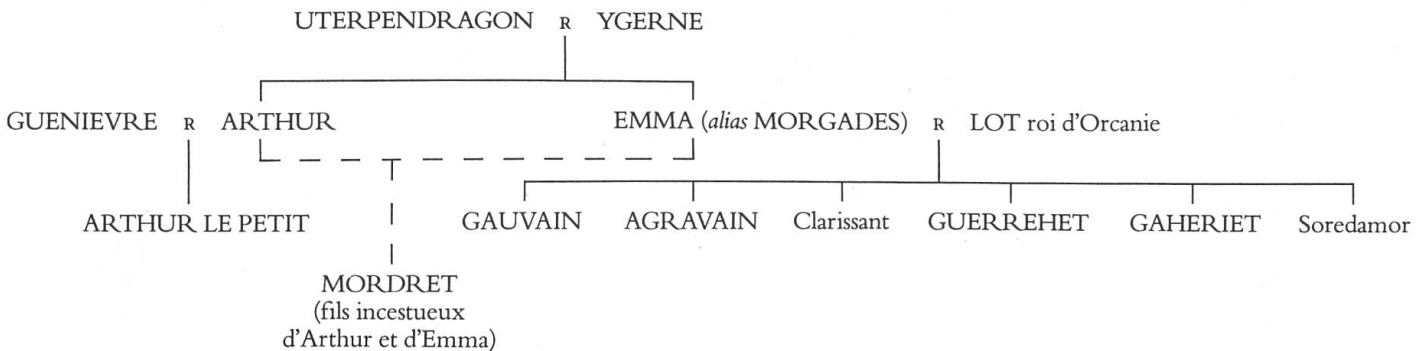 UTERPENDRAGON R YGERNE
GUENIEVRE R ARTHUR EMMA (alias MORGADES) R LOT roi d'Orcanie
ARTHUR LE PETIT GAUVAIN AGRAVAIN Clarissant GUERREHET GAHERIET Soredamor
MORDRET
(fils incestueux
d'Arthur et d'Emma)